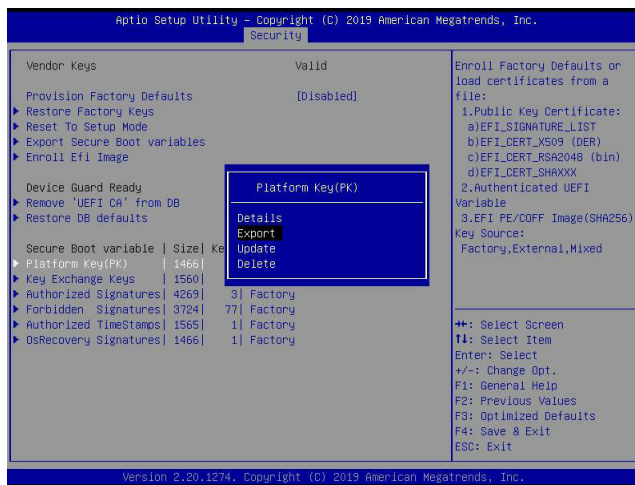 Aptio Setup Utility – Copyright (C) 2019 American Megatrends, Inc.
Security
Vendor Keys Valid
Provision Factory Defaults [Disabled]
Restore Factory Keys
Reset To Setup Mode
Export Secure Boot variables
Enroll Efi Image
Device Guard Ready
Remove 'UEFI CA' from DB
Restore DB defaults
Secure Boot variable | Size| Ke
Platform Key(PK) | 1466|
Key Exchange Keys | 1560|
Authorized Signatures| 4269| 3| Factory
Forbidden Signatures| 3724| 77| Factory
Authorized TimeStamps| 1565| 1| Factory
OsRecovery Signatures| 1466| 1| Factory
Platform Key(PK)
Details
Export
Update
Delete
Enroll Factory Defaults or
load certificates from a
file:
1.Public Key Certificate:
a)EFI_SIGNATURE_LIST
b)EFI_CERT_X509 (DER)
c)EFI_CERT_RSA2048 (bin)
d)EFI_CERT_SHAXXX
2.Authenticated UEFI
Variable
3.EFI PE/COFF Image(SHA256)
Key Source:
Factory,External,Mixed
→←: Select Screen
↑↓: Select Item
Enter: Select
+/-: Change Opt.
F1: General Help
F2: Previous Values
F3: Optimized Defaults
F4: Save & Exit
ESC: Exit
Version 2.20.1274. Copyright (C) 2019 American Megatrends, Inc.